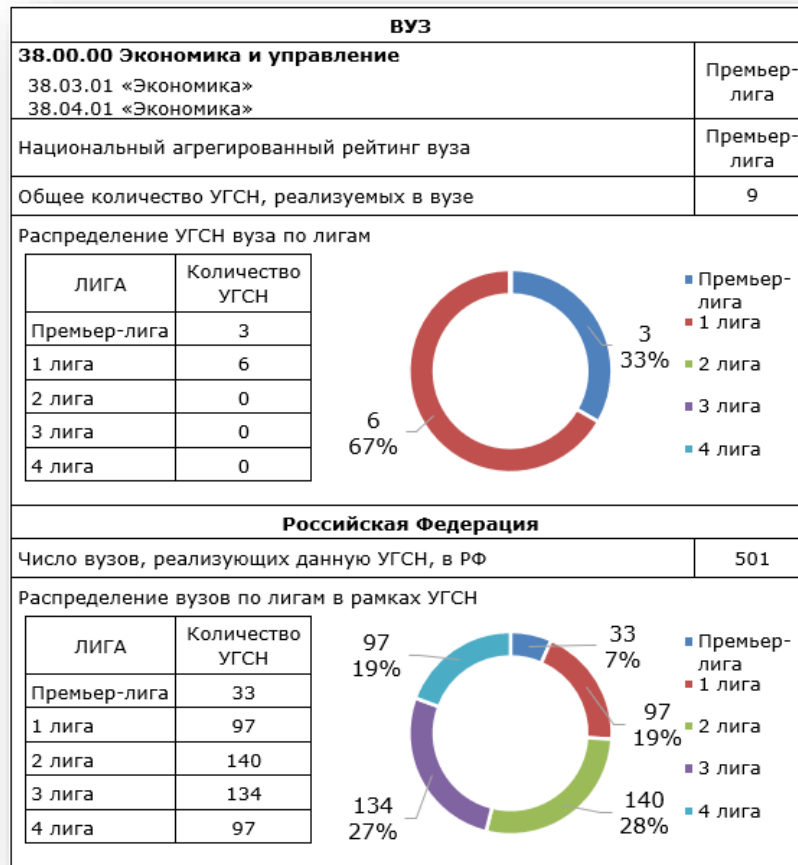 ВУЗ
38.00.00 Экономика и управление
38.03.01 «Экономика»
38.04.01 «Экономика»
Премьер-
лига
Национальный агрегированный рейтинг вуза
Премьер-
лига
Общее количество УГСН, реализуемых в вузе
9
Распределение УГСН вуза по лигам
ЛИГА
Количество
УГСН
Премьер-лига
3
1 лига
6
2 лига
0
3 лига
0
4 лига
0
3
33%
6
67%
Премьер-
лига
1 лига
2 лига
3 лига
4 лига
Российская Федерация
Число вузов, реализующих данную УГСН, в РФ
501
Распределение вузов по лигам в рамках УГСН
ЛИГА
Количество
УГСН
Премьер-лига
33
1 лига
97
2 лига
140
3 лига
134
4 лига
97
33
7%
97
19%
140
28%
134
27%
97
19%
Премьер-
лига
1 лига
2 лига
3 лига
4 лига